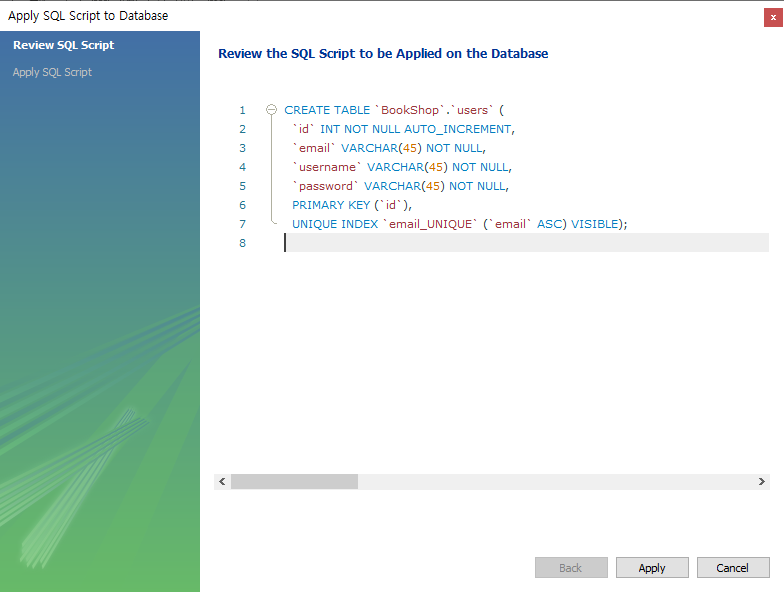 Apply SQL Script to Database
x
Review SQL Script
Apply SQL Script
Review the SQL Script to be Applied on the Database
1 CREATE TABLE `BookShop`.`users` (
2 `id` INT NOT NULL AUTO_INCREMENT,
3 `email` VARCHAR(45) NOT NULL,
4 `username` VARCHAR(45) NOT NULL,
5 `password` VARCHAR(45) NOT NULL,
6 PRIMARY KEY (`id`),
7 UNIQUE INDEX `email_UNIQUE` (`email` ASC) VISIBLE);
8
Back
Apply
Cancel